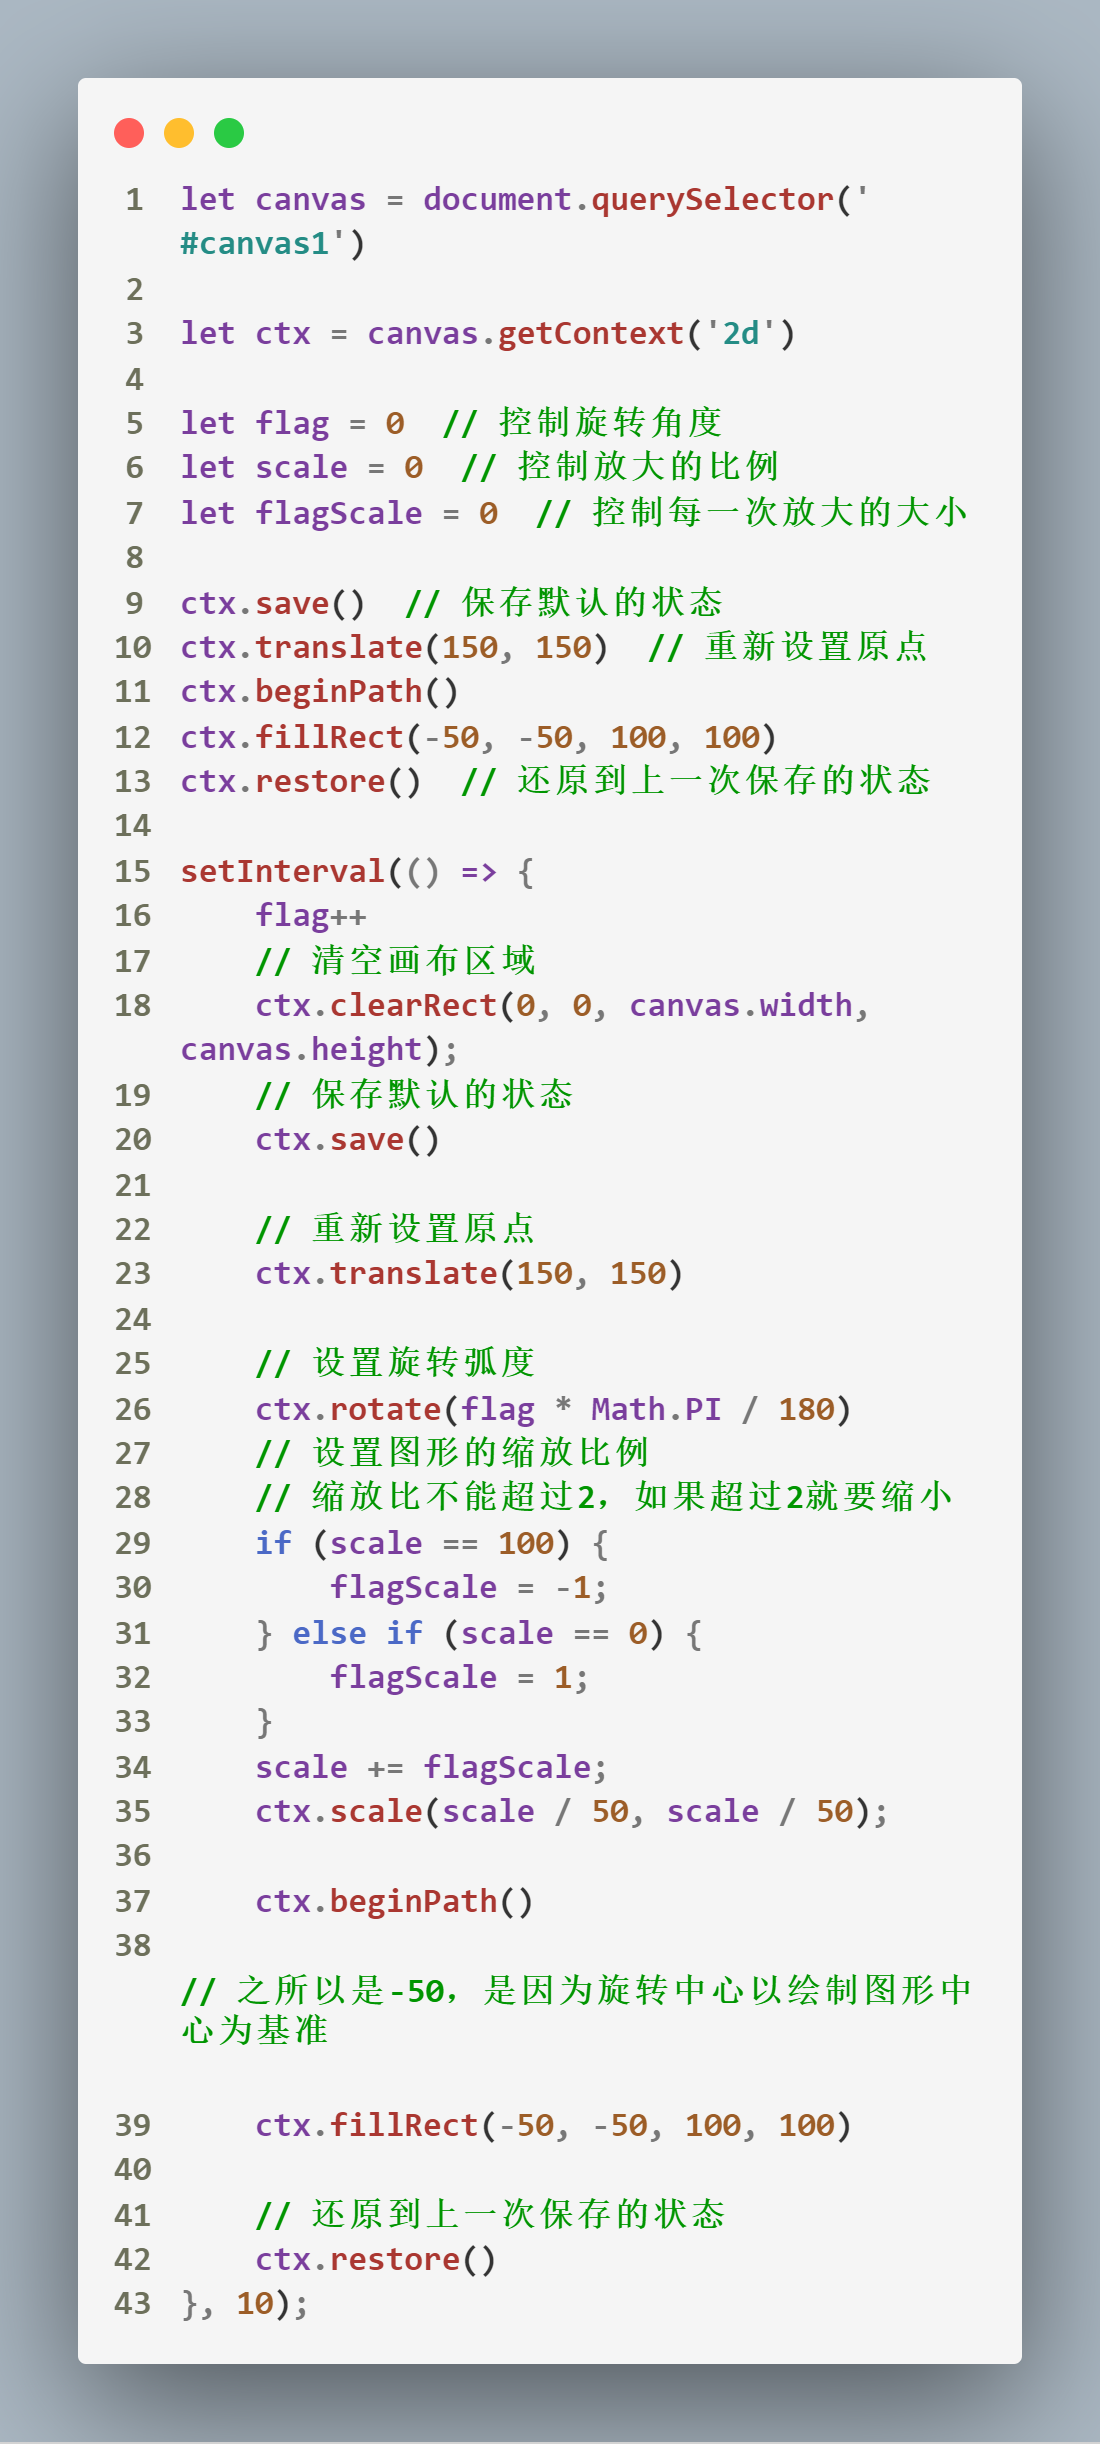 1 let canvas = document.querySelector('
#canvas1')
2
3 let ctx = canvas.getContext('2d')
4
5 let flag = 0  // 控制旋转角度
6 let scale = 0  // 控制放大的比例
7 let flagScale = 0  // 控制每一次放大的大小
8
9 ctx.save()  // 保存默认的状态
10 ctx.translate(150, 150)  // 重新设置原点
11 ctx.beginPath()
12 ctx.fillRect(-50, -50, 100, 100)
13 ctx.restore()  // 还原到上一次保存的状态
14
15 setInterval(() => {
16     flag++
17     // 清空画布区域
18     ctx.clearRect(0, 0, canvas.width,
canvas.height);
19     // 保存默认的状态
20     ctx.save()
21
22     // 重新设置原点
23     ctx.translate(150, 150)
24
25     // 设置旋转弧度
26     ctx.rotate(flag * Math.PI / 180)
27     // 设置图形的缩放比例
28     // 缩放比不能超过2，如果超过2就要缩小
29     if (scale == 100) {
30         flagScale = -1;
31     } else if (scale == 0) {
32         flagScale = 1;
33     }
34     scale += flagScale;
35     ctx.scale(scale / 50, scale / 50);
36
37     ctx.beginPath()
38
// 之所以是-50，是因为旋转中心以绘制图形中
心为基准
39     ctx.fillRect(-50, -50, 100, 100)
40
41     // 还原到上一次保存的状态
42     ctx.restore()
43 }, 10);